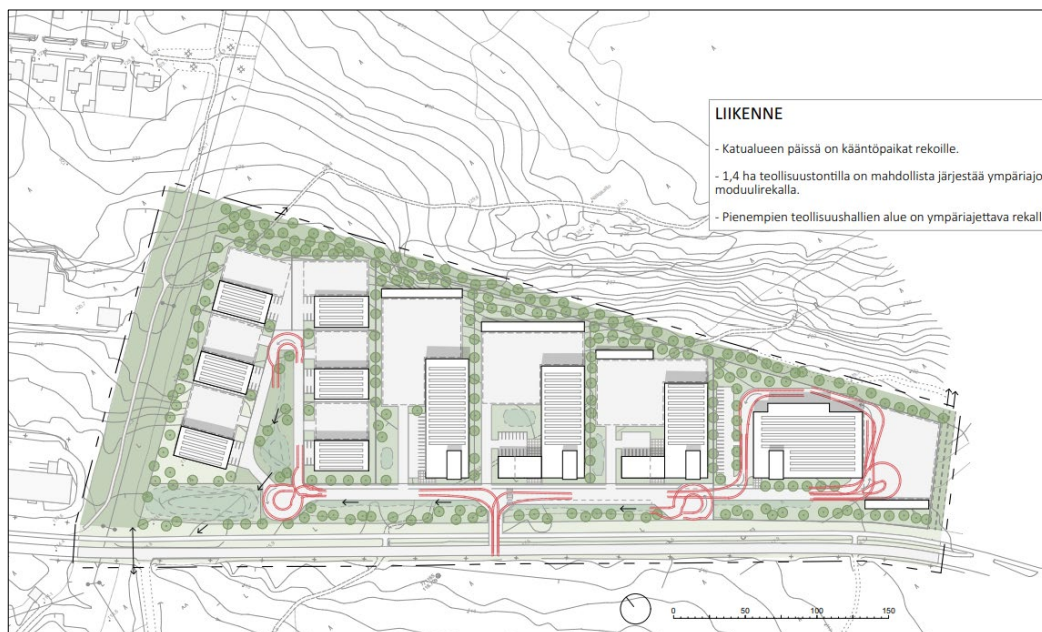 LIIKENNE
- Katualueen päissä on kääntöpaikat rekoille.
- 1,4 ha teollisuustontilla on mahdollista järjestää ympäriajo
moduulirekalla.
- Pienempien teollisuushallien alue on ympäriajettava rekall
0 50 100 150